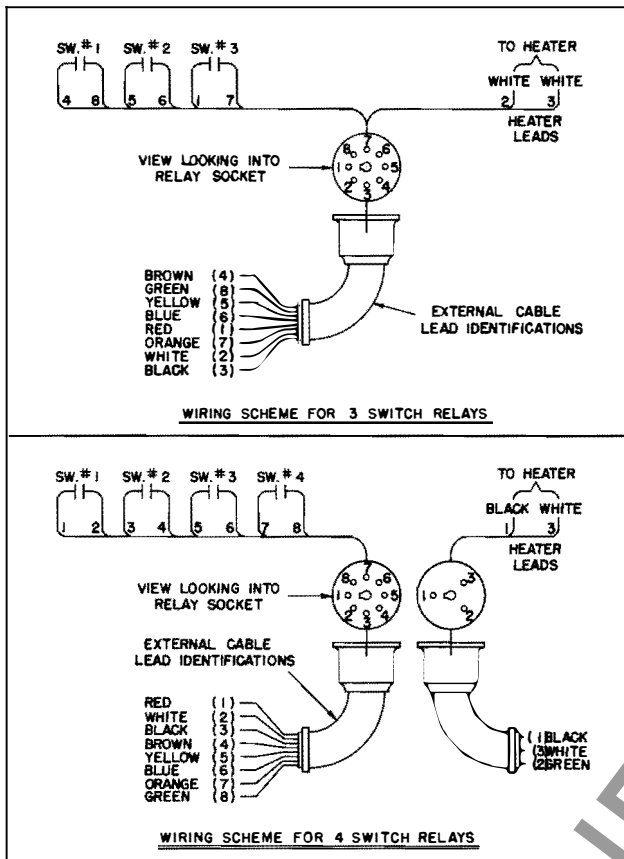 SW.#1 SW.#2 SW.#3
TO HEATER
WHITE WHITE
4 8 5 6 1 7 2 3
HEATER LEADS
VIEW LOOKING INTO
RELAY SOCKET
7
8 6
1 5
2 4
3
BROWN (4)
GREEN (8)
YELLOW (5)
BLUE (6)
RED (1)
ORANGE (7)
WHITE (2)
BLACK (3)
EXTERNAL CABLE
LEAD IDENTIFICATIONS
WIRING SCHEME FOR 3 SWITCH RELAYS
SW.#1 SW.#2 SW.#3 SW.#4
TO HEATER
BLACK WHITE
1 2 3 4 5 6 7 8 1 3
HEATER LEADS
VIEW LOOKING INTO
RELAY SOCKET
7
8 6
1 5
2 4
3
3
1
2
EXTERNAL CABLE
LEAD IDENTIFICATIONS
RED (1)
WHITE (2)
BLACK (3)
BROWN (4)
YELLOW (5)
BLUE (6)
ORANGE (7)
GREEN (8)
(1)BLACK
(3)WHITE
(2)GREEN
WIRING SCHEME FOR 4 SWITCH RELAYS